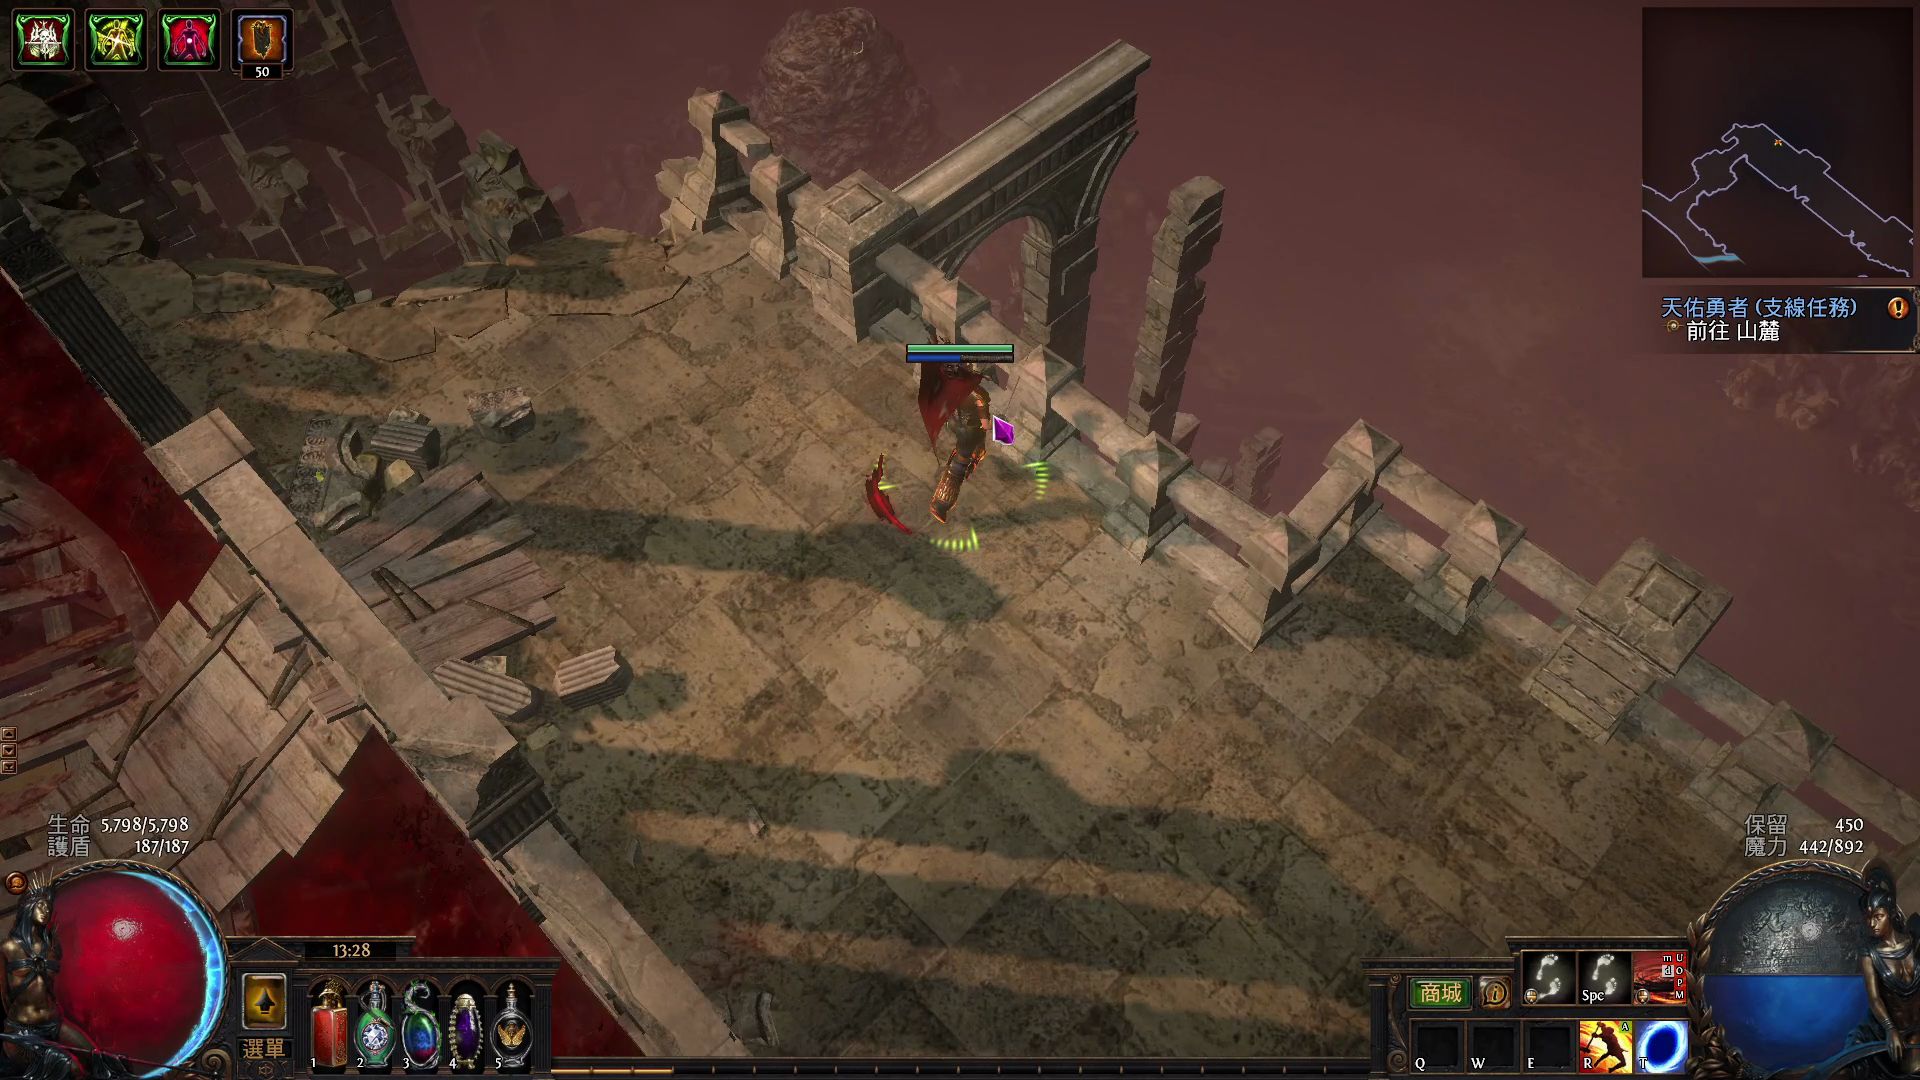 50
天佑勇者 (支線任務)
前往 山麓
生命 5,798/5,798
護盾 187/187
保留 450
魔力 442/892
13:28
選單
1
2
3
4
5
商城
Spc
m U
d O
P
M
Q
W
E
R
A
T